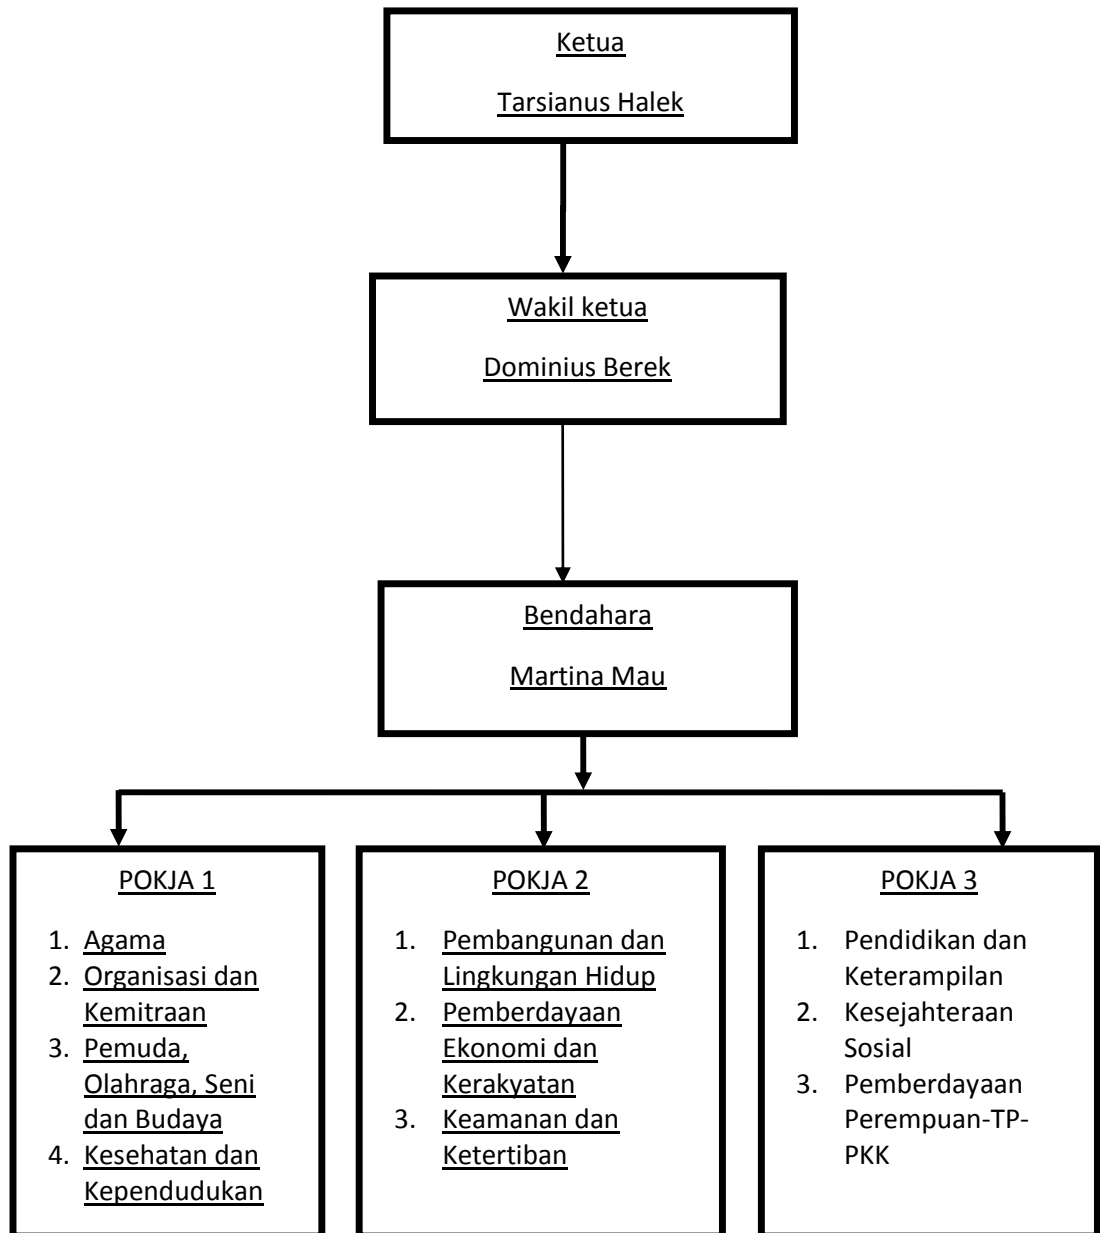 Ketua
Tarsianus Halek
Wakil ketua
Dominius Berek
Bendahara
Martina Mau
POKJA 1
1. Agama
2. Organisasi dan
Kemitraan
3. Pemuda,
Olahraga, Seni
dan Budaya
4. Kesehatan dan
Kependudukan
POKJA 2
1. Pembangunan dan
Lingkungan Hidup
2. Pemberdayaan
Ekonomi dan
Kerakyatan
3. Keamanan dan
Ketertiban
POKJA 3
1. Pendidikan dan
Keterampilan
2. Kesejahteraan
Sosial
3. Pemberdayaan
Perempuan-TP-
PKK